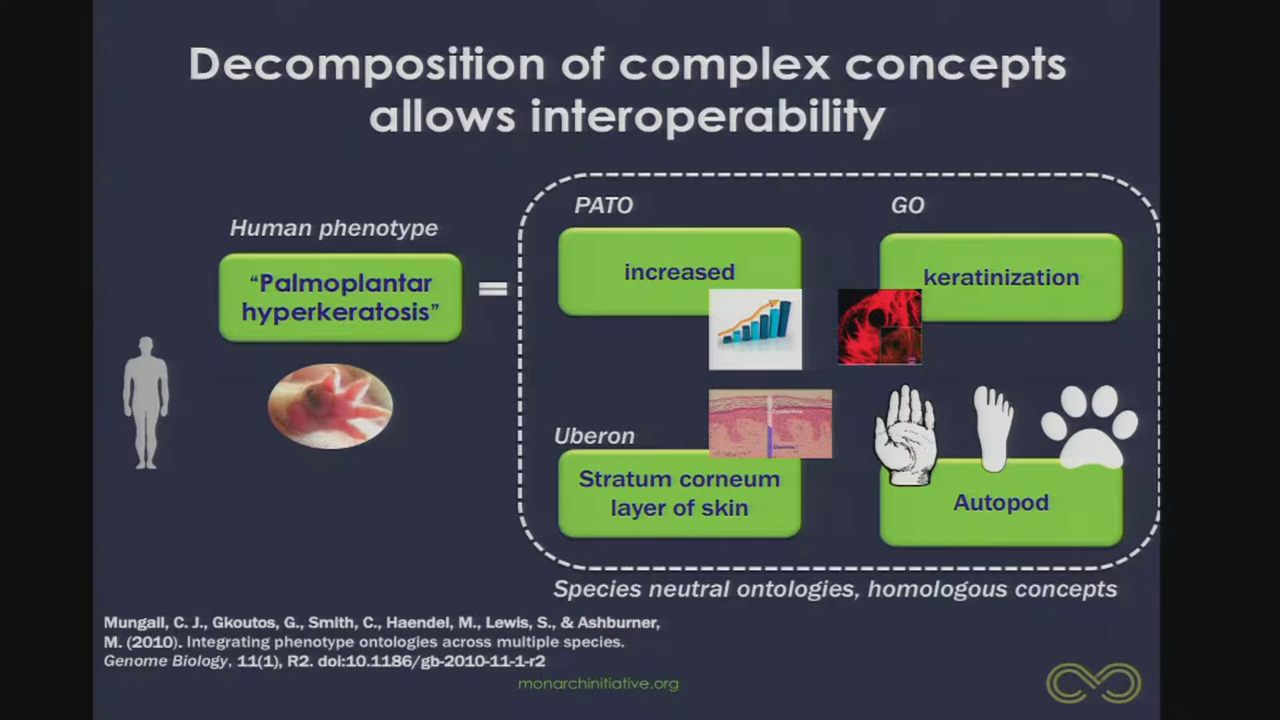 Decomposition of complex concepts
allows interoperability
Human phenotype
“Palmoplantar
hyperkeratosis”
=
PATO
increased
GO
keratinization
Uberon
Stratum corneum
layer of skin
Autopod
Species neutral ontologies, homologous concepts
Mungall, C. J., Gkoutos, G., Smith, C., Haendel, M., Lewis, S., & Ashburner,
M. (2010). Integrating phenotype ontologies across multiple species.
Genome Biology, 11(1), R2. doi:10.1186/gb-2010-11-1-r2
monarchinitiative.org